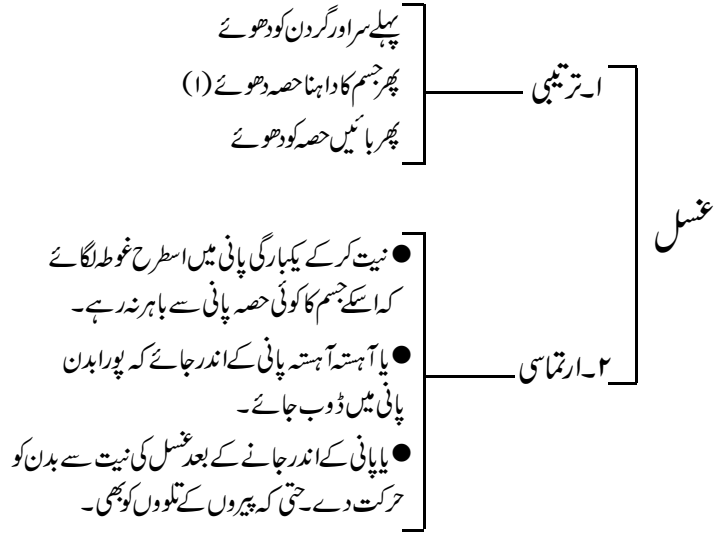 غسل
۱۔ترتیبی
پہلے سر اور گردن کو دھوئے
پھر جسم کا داہنا حصہ دھوئے (۱)
پھر بائیں حصہ کو دھوئے
۲۔ارتماسی
● نیت کر کے یکبارگی پانی میں اسطرح غوطہ لگائے
کہ اسکے جسم کا کوئی حصہ پانی سے باہر نہ رہے۔
● یا آہستہ آہستہ پانی کے اندر جائے کہ پورا بدن
پانی میں ڈوب جائے۔
● یا پانی کے اندر جانے کے بعد غسل کی نیت سے بدن کو
حرکت دے۔حتی کہ پیروں کے تلووں کو بھی۔